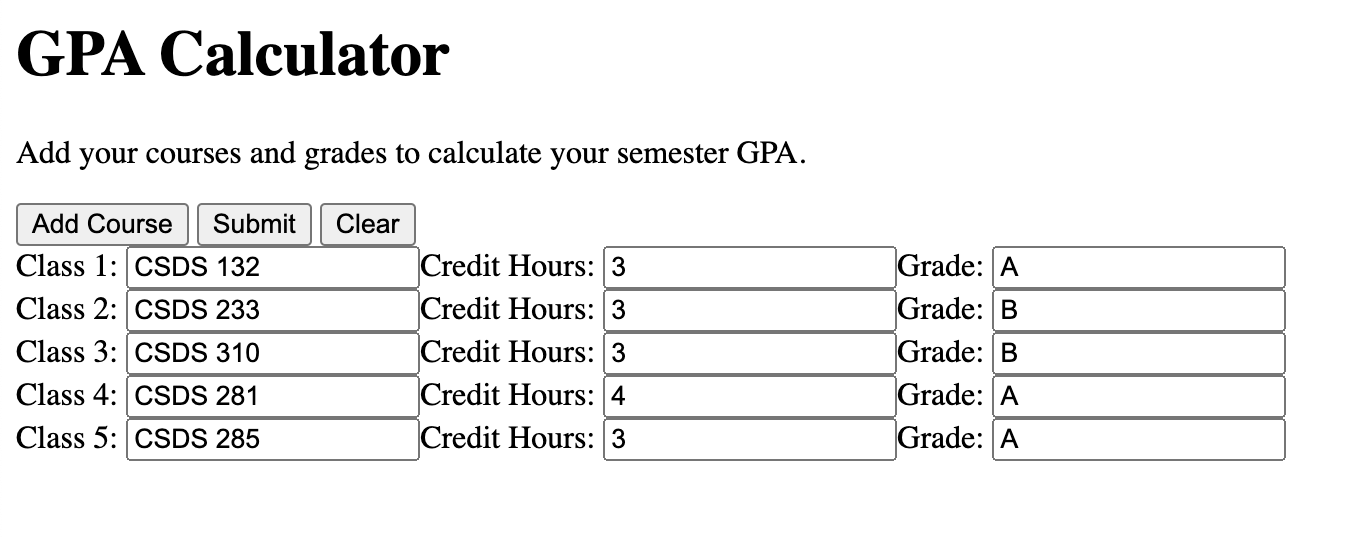 GPA Calculator
Add your courses and grades to calculate your semester GPA.
Add Course Submit Clear
Class 1: CSDS 132 Credit Hours: 3 Grade: A
Class 2: CSDS 233 Credit Hours: 3 Grade: B
Class 3: CSDS 310 Credit Hours: 3 Grade: B
Class 4: CSDS 281 Credit Hours: 4 Grade: A
Class 5: CSDS 285 Credit Hours: 3 Grade: A